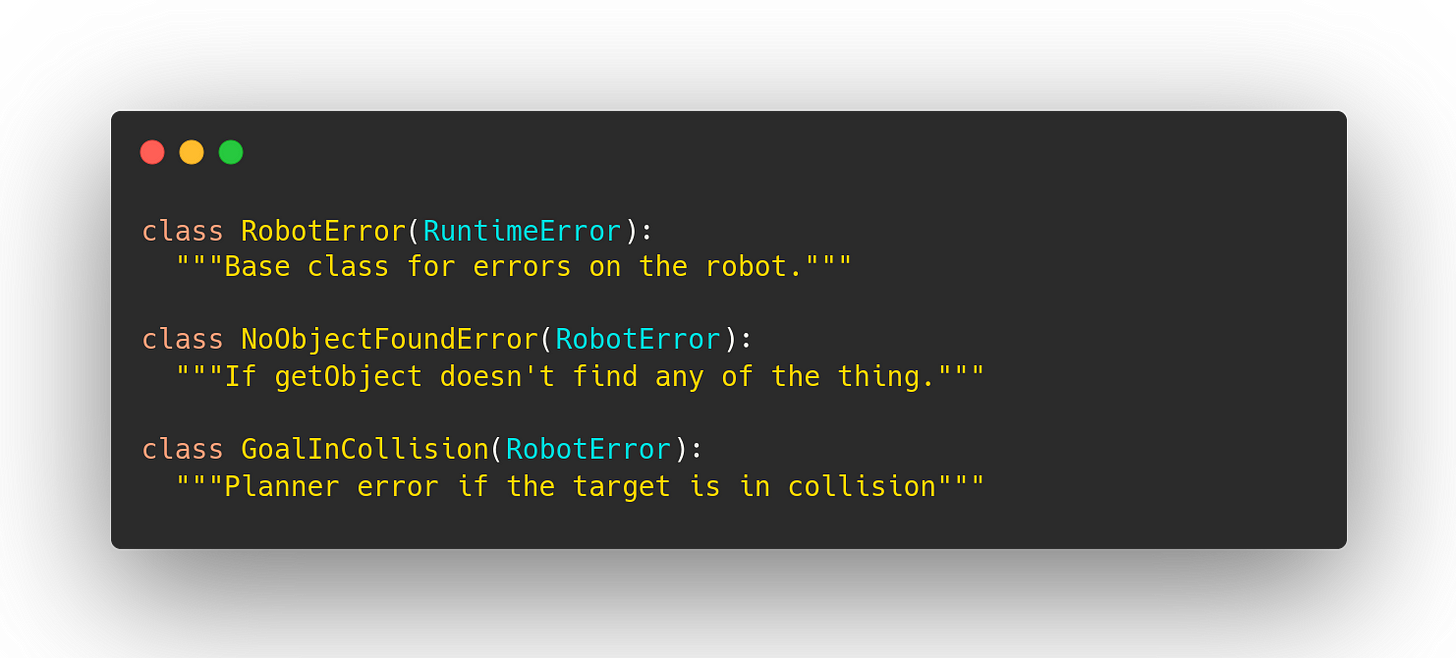 class RobotError(RuntimeError):
  """Base class for errors on the robot."""
class NoObjectFoundError(RobotError):
  """If getObject doesn't find any of the thing."""
class GoalInCollision(RobotError):
  """Planner error if the target is in collision"""